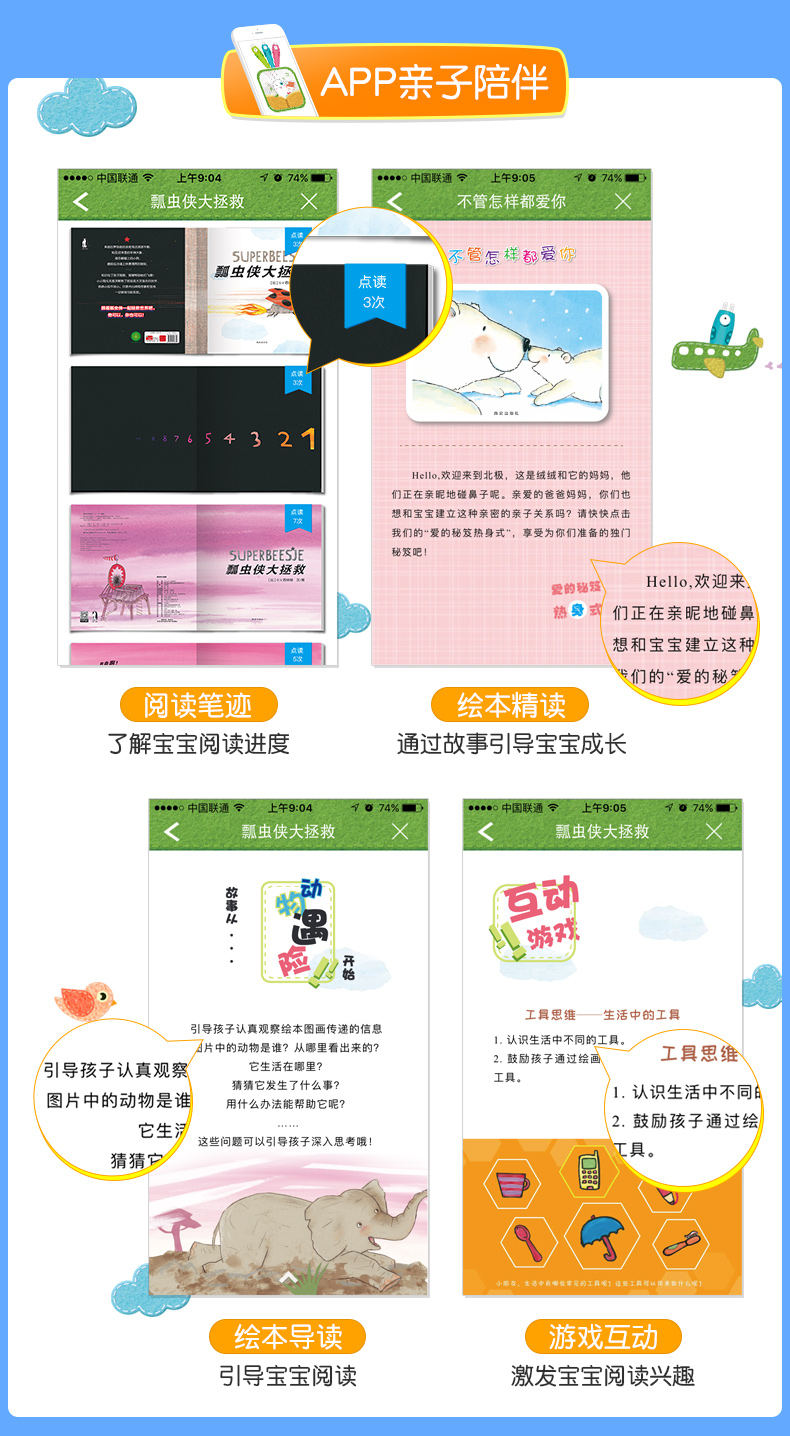 APP亲子陪伴
中国联通 上午9:04 74%
瓢虫侠大拯救
点读
3次
SUPERBEESJE
瓢虫侠大拯救
点读
3次
点读
3次
8 7 6 5 4 3 2 1
点读
7次
SUPERBEESJE
瓢虫侠大拯救
点读
5次
中国联通 上午9:05 74%
不管怎样都爱你
不管怎样都爱你
Hello,欢迎来到北极，这是绒绒和它的妈妈，他
们正在亲昵地碰鼻子呢。亲爱的爸爸妈妈，你们也
想和宝宝建立这种亲密的亲子关系吗？请快快点击
我们的“爱的秘笈热身式”，享受为你们准备的独门
秘笈吧！
爱的秘笈
热身式
Hello,欢迎来
们正在亲昵地碰鼻
想和宝宝建立这种
我们的“爱的秘笈
阅读笔迹
了解宝宝阅读进度
绘本精读
通过故事引导宝宝成长
中国联通 上午9:04 74%
瓢虫侠大拯救
故事从...
动物遇险!!
开始
引导孩子认真观察绘本图画传递的信息
图片中的动物是谁？从哪里看出来的？
它生活在哪里？
猜猜它发生了什么事？
用什么办法能帮助它呢？
……
这些问题可以引导孩子深入思考哦！
引导孩子认真观察
图片中的动物是谁
它生活
猜猜它
中国联通 上午9:05 74%
瓢虫侠大拯救
互动
游戏!!
工具思维——生活中的工具
1. 认识生活中不同的工具。
2. 鼓励孩子通过绘画
工具。
工具思维
1. 认识生活中不同的
2. 鼓励孩子通过绘
工具。
小朋友，生活中有哪些常见的工具呢？这些工具可以用来做什么呢？
绘本导读
引导宝宝阅读
游戏互动
激发宝宝阅读兴趣